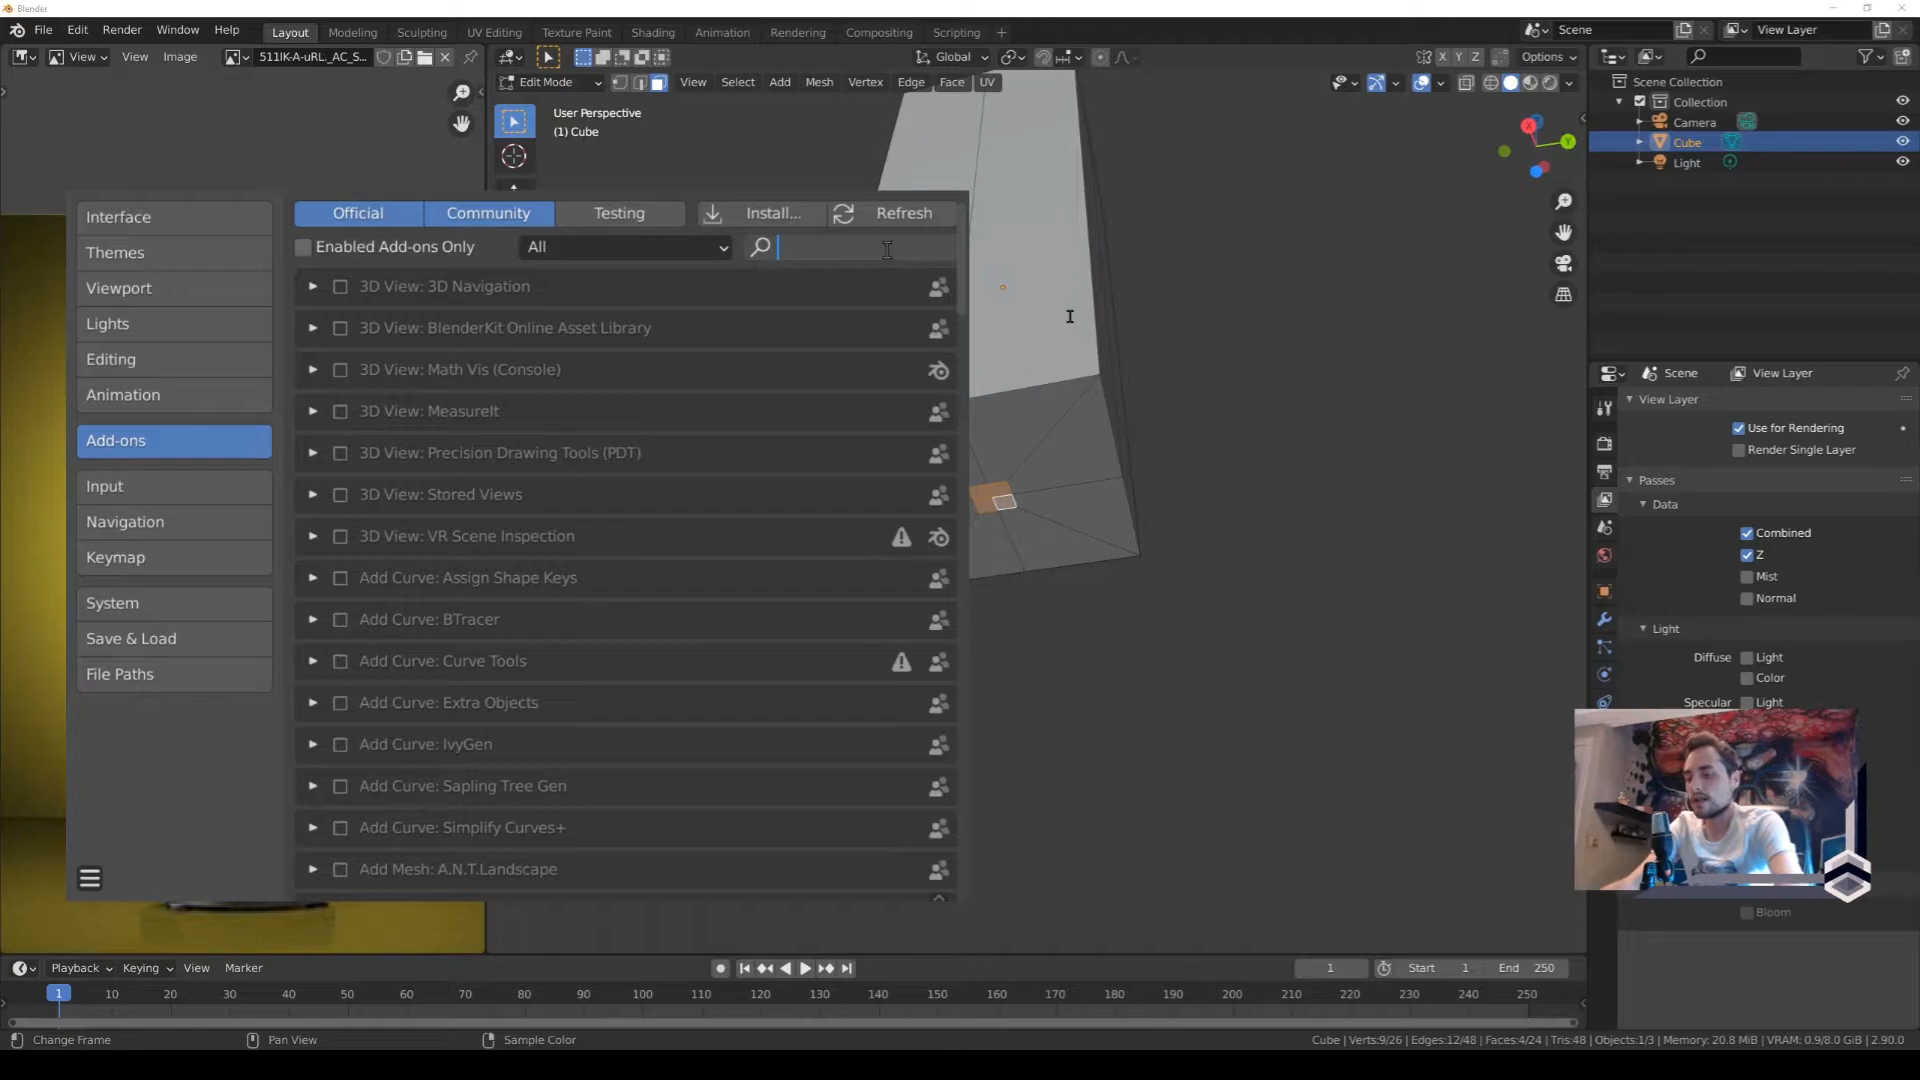 Blender
File Edit Render Window Help Layout Modeling Sculpting UV Editing Texture Paint Shading Animation Rendering Compositing Scripting + Scene View Layer
View View Image 511lK-A-uRL_AC_S... Global X Y Z Options
Edit Mode View Select Add Mesh Vertex Edge Face UV
User Perspective
(1) Cube
Scene Collection
Collection
Camera
Cube
Light
X
Y
Interface
Themes
Viewport
Lights
Editing
Animation
Add-ons
Input
Navigation
Keymap
System
Save & Load
File Paths
Official Community Testing Install... Refresh
Enabled Add-ons Only All
3D View: 3D Navigation
3D View: BlenderKit Online Asset Library
3D View: Math Vis (Console)
3D View: MeasureIt
3D View: Precision Drawing Tools (PDT)
3D View: Stored Views
3D View: VR Scene Inspection
Add Curve: Assign Shape Keys
Add Curve: BTracer
Add Curve: Curve Tools
Add Curve: Extra Objects
Add Curve: IvyGen
Add Curve: Sapling Tree Gen
Add Curve: Simplify Curves+
Add Mesh: A.N.T.Landscape
Scene View Layer
View Layer
Use for Rendering
Render Single Layer
Passes
Data
Combined
Z
Mist
Normal
Light
Diffuse Light
Color
Specular Light
Bloom
Playback Keying View Marker 1 Start 1 End 250
1 10 20 30 40 50 60 70 80 90 100 110 120 130 140 150 160 170 180 190 200 210 220 230 240 250
Change Frame Pan View Sample Color Cube | Verts:9/26 | Edges:12/48 | Faces:4/24 | Tris:48 | Objects:1/3 | Memory: 20.8 MiB | VRAM: 0.9/8.0 GiB | 2.90.0